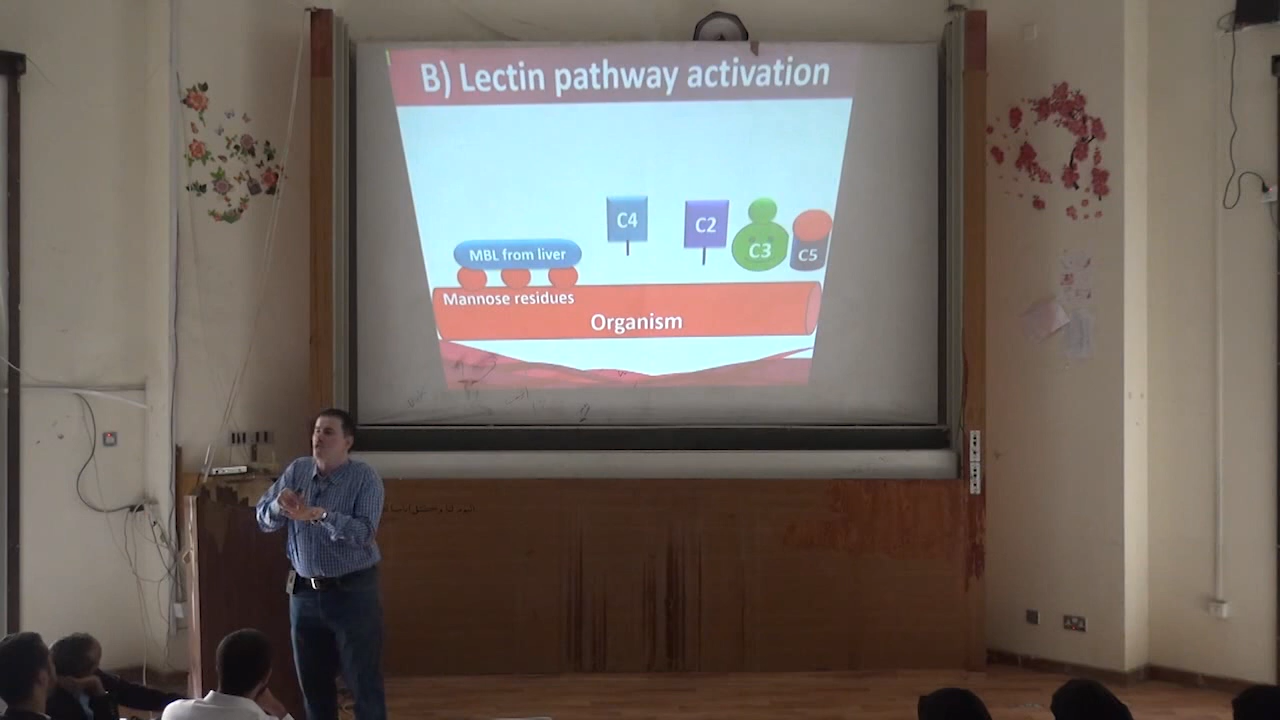 B) Lectin pathway activation
C4
C2
C3
C5
MBL from liver
Mannose residues
Organism